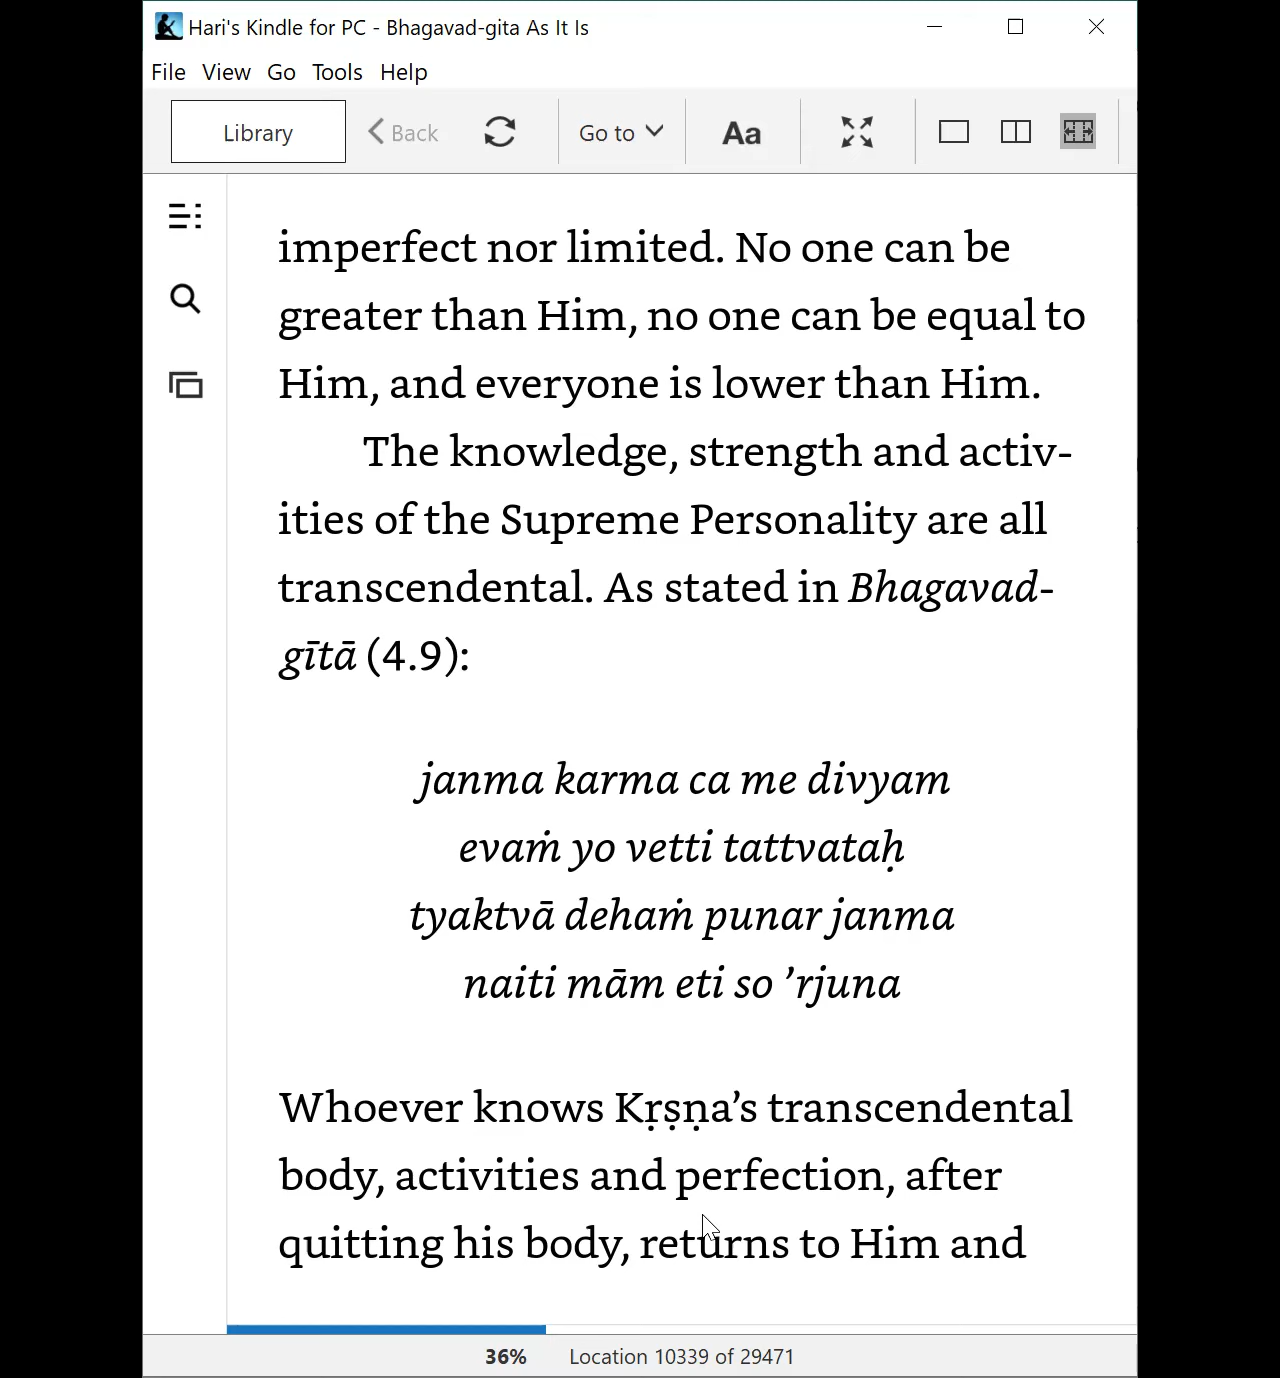 Hari's Kindle for PC - Bhagavad-gita As It Is
File View Go Tools Help
Library Back Go to Aa
imperfect nor limited. No one can be
greater than Him, no one can be equal to
Him, and everyone is lower than Him.
The knowledge, strength and activ-
ities of the Supreme Personality are all
transcendental. As stated in Bhagavad-
gītā (4.9):
janma karma ca me divyam
evaṁ yo vetti tattvataḥ
tyaktvā dehaṁ punar janma
naiti mām eti so ’rjuna
Whoever knows Kṛṣṇa’s transcendental
body, activities and perfection, after
quitting his body, returns to Him and
36% Location 10339 of 29471